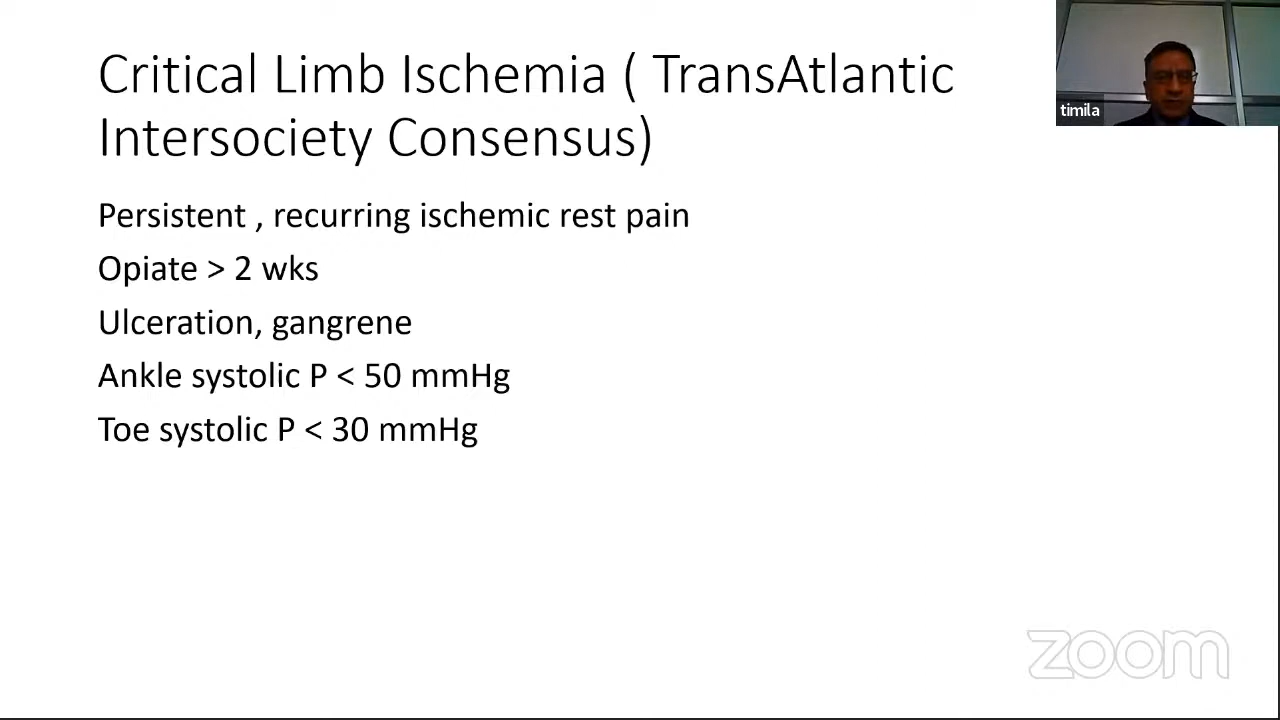 Critical Limb Ischemia ( TransAtlantic
Intersociety Consensus)
timila
Persistent , recurring ischemic rest pain
Opiate > 2 wks
Ulceration, gangrene
Ankle systolic P < 50 mmHg
Toe systolic P < 30 mmHg
zoom